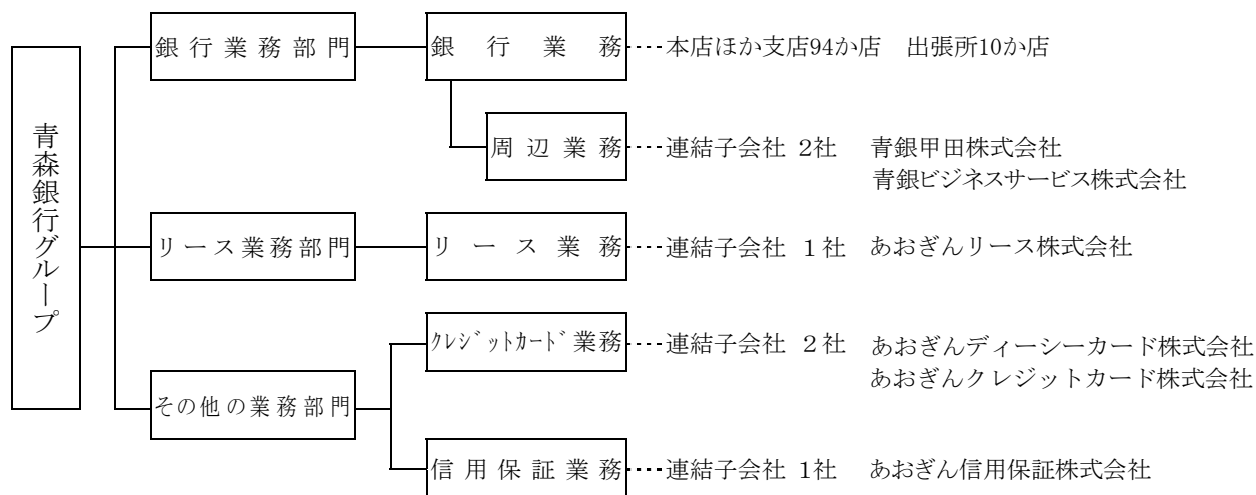 青森銀行グループ
銀行業務部門
銀行業務
本店ほか支店94か店　出張所10か店
周辺業務
連結子会社 2社　青銀甲田株式会社
青銀ビジネスサービス株式会社
リース業務部門
リース業務
連結子会社 1社　あおぎんリース株式会社
その他の業務部門
ｸﾚｼﾞｯﾄｶｰﾄﾞ業務
連結子会社 2社　あおぎんディーシーカード株式会社
あおぎんクレジットカード株式会社
信用保証業務
連結子会社 1社　あおぎん信用保証株式会社